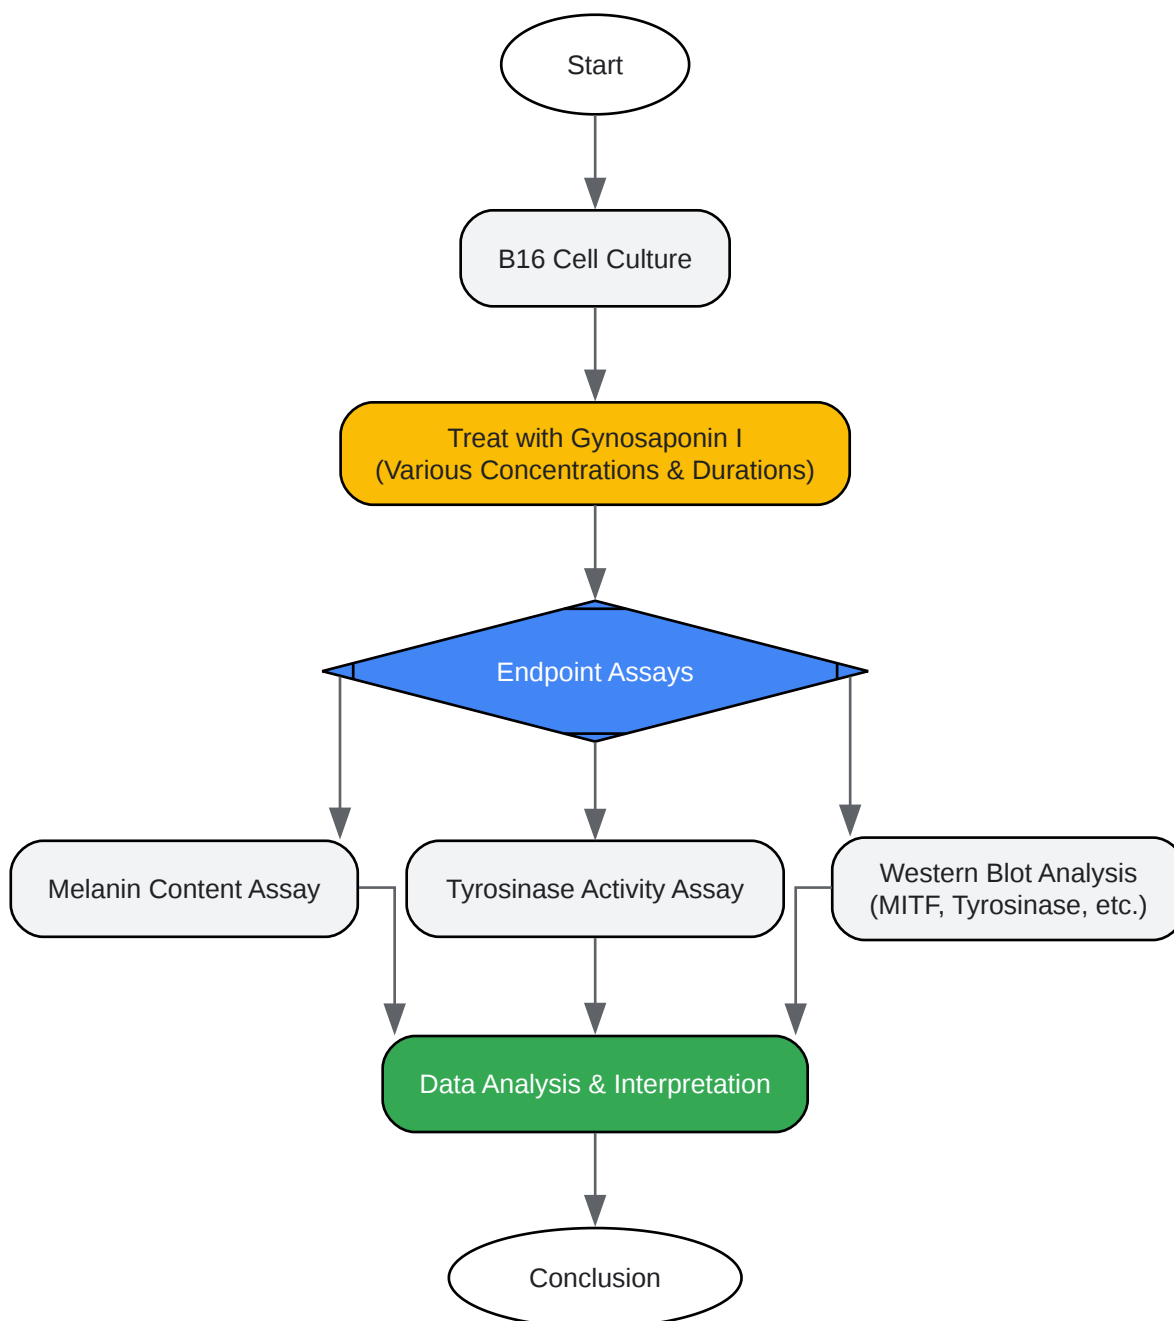 Start
B16 Cell Culture
Treat with Gynosaponin I
(Various Concentrations & Durations)
Endpoint Assays
Melanin Content Assay
Tyrosinase Activity Assay
Western Blot Analysis
(MITF, Tyrosinase, etc.)
Data Analysis & Interpretation
Conclusion